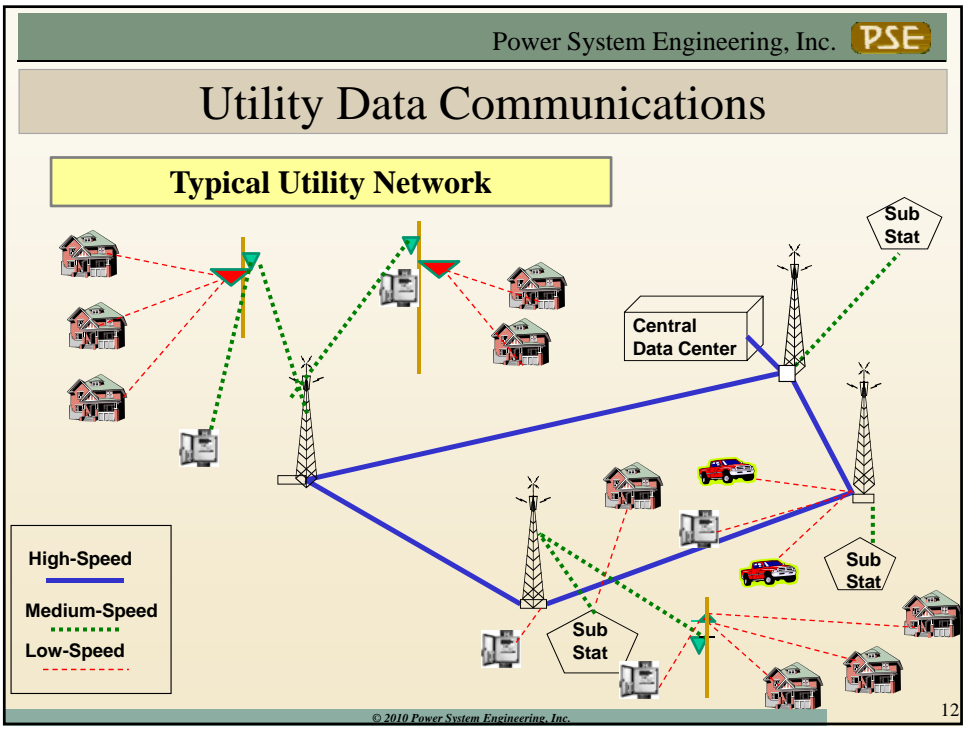 Power System Engineering, Inc. PSE
Utility Data Communications
Typical Utility Network
Sub
Stat
Central
Data Center
High-Speed
Medium-Speed
Low-Speed
Sub
Stat
Sub
Stat
© 2010 Power System Engineering, Inc.
12